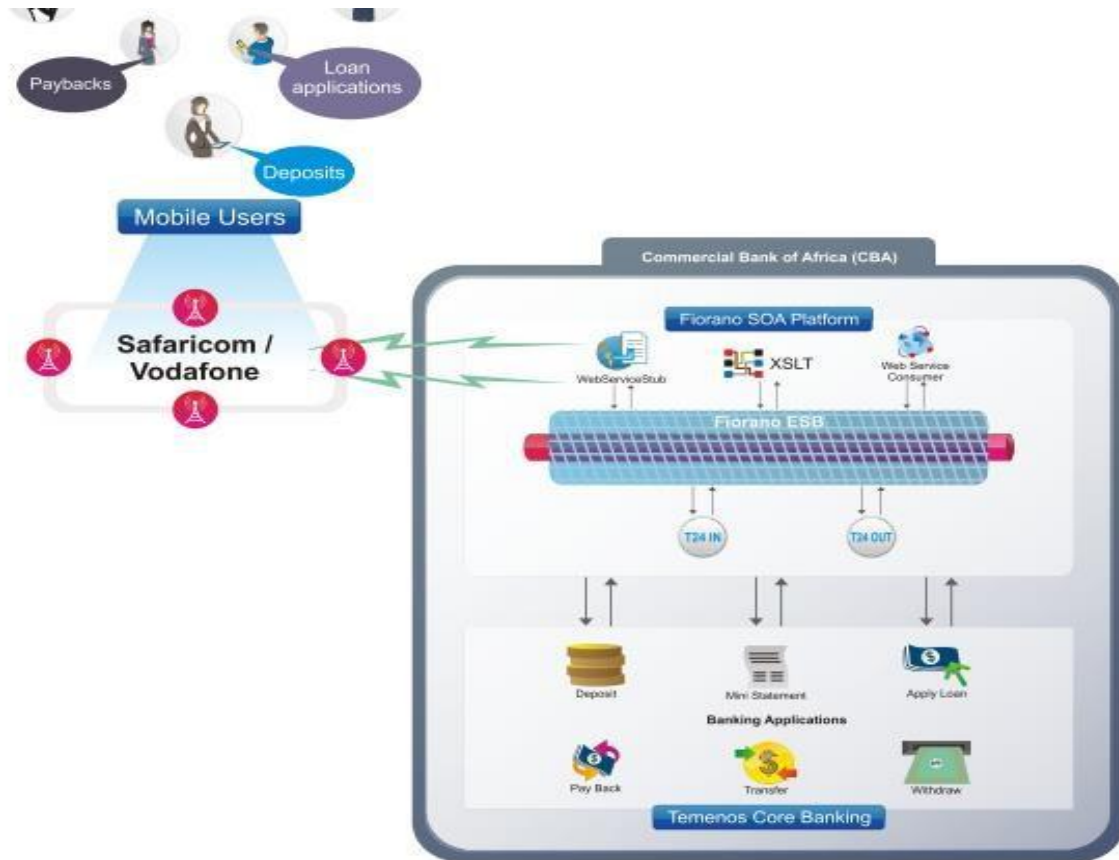 Paybacks
Loan
applications
Deposits
Mobile Users
Safaricom /
Vodafone
Commercial Bank of Africa (CBA)
Fiorano SOA Platform
WebServiceStub
XSLT
Web Service
Consumer
Fiorano ESB
T24 IN
T24 OUT
Deposit
Mini Statement
Apply Loan
Banking Applications
Pay Back
Transfer
Withdraw
Temenos Core Banking